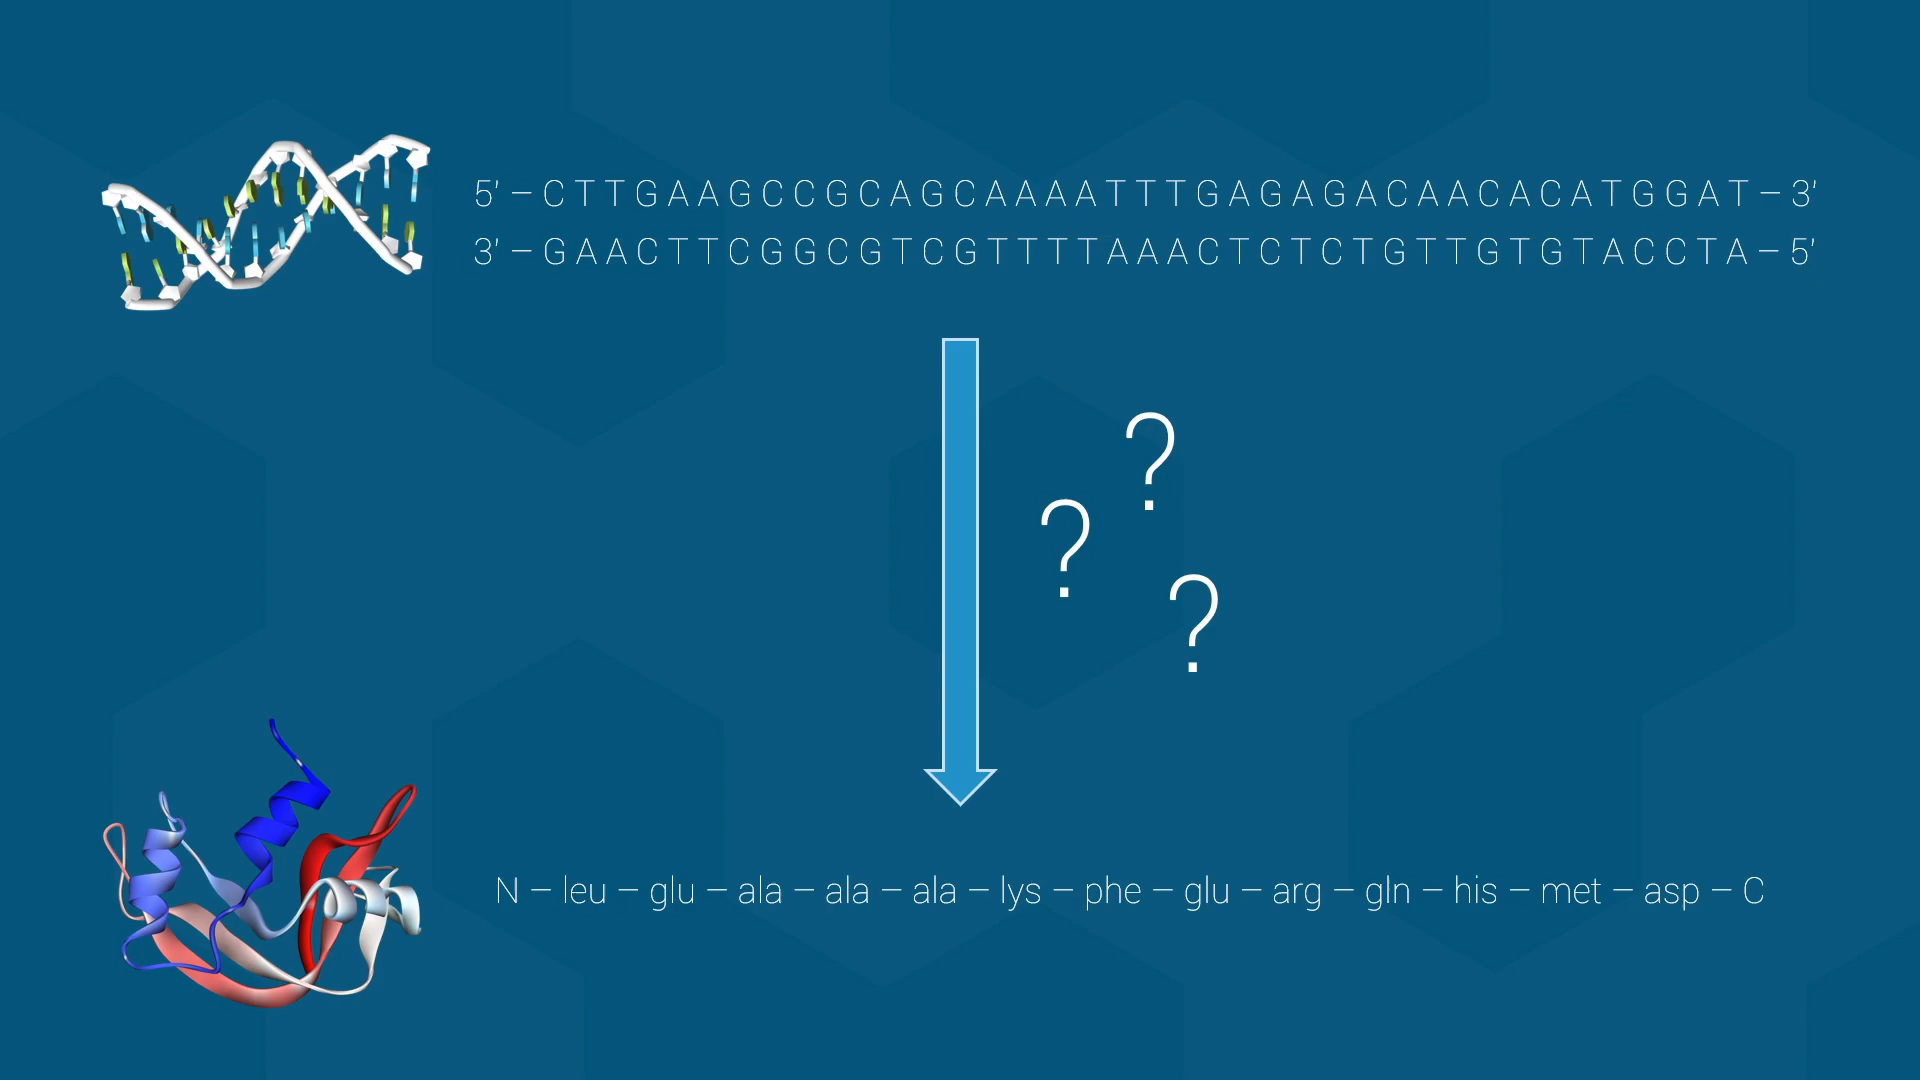 5' – C T T G A A G C C G C A G C A A A A T T T G A G A G A C A A C A C A T G G A T – 3'
3' – G A A C T T C G G C G T C G T T T T A A A C T C T C T G T T G T G T A C C T A – 5'
?
?
?
N – leu – glu – ala – ala – ala – lys – phe – glu – arg – gln – his – met – asp – C